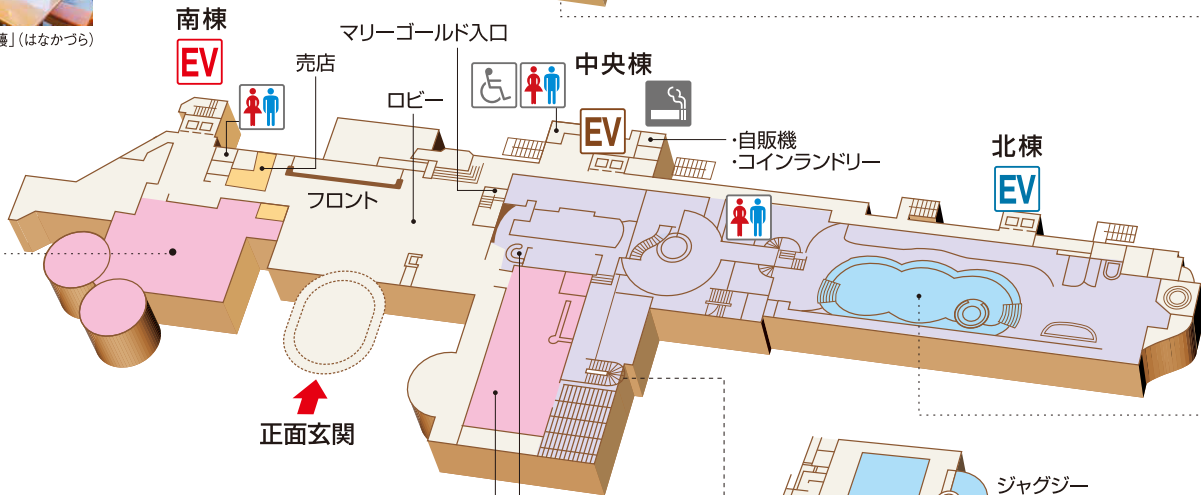 」(はなかづら)
南棟
EV
売店
マリーゴールド入口
ロビー
中央棟
EV
・自販機
・コインランドリー
北棟
EV
フロント
正面玄関
ジャグジー